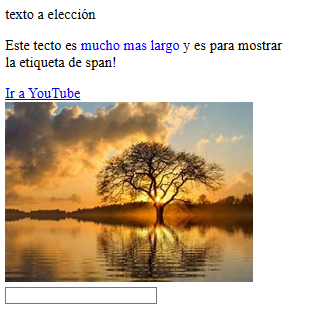 texto a elección
Este tecto es mucho mas largo y es para mostrar
la etiqueta de span!
Ir a YouTube